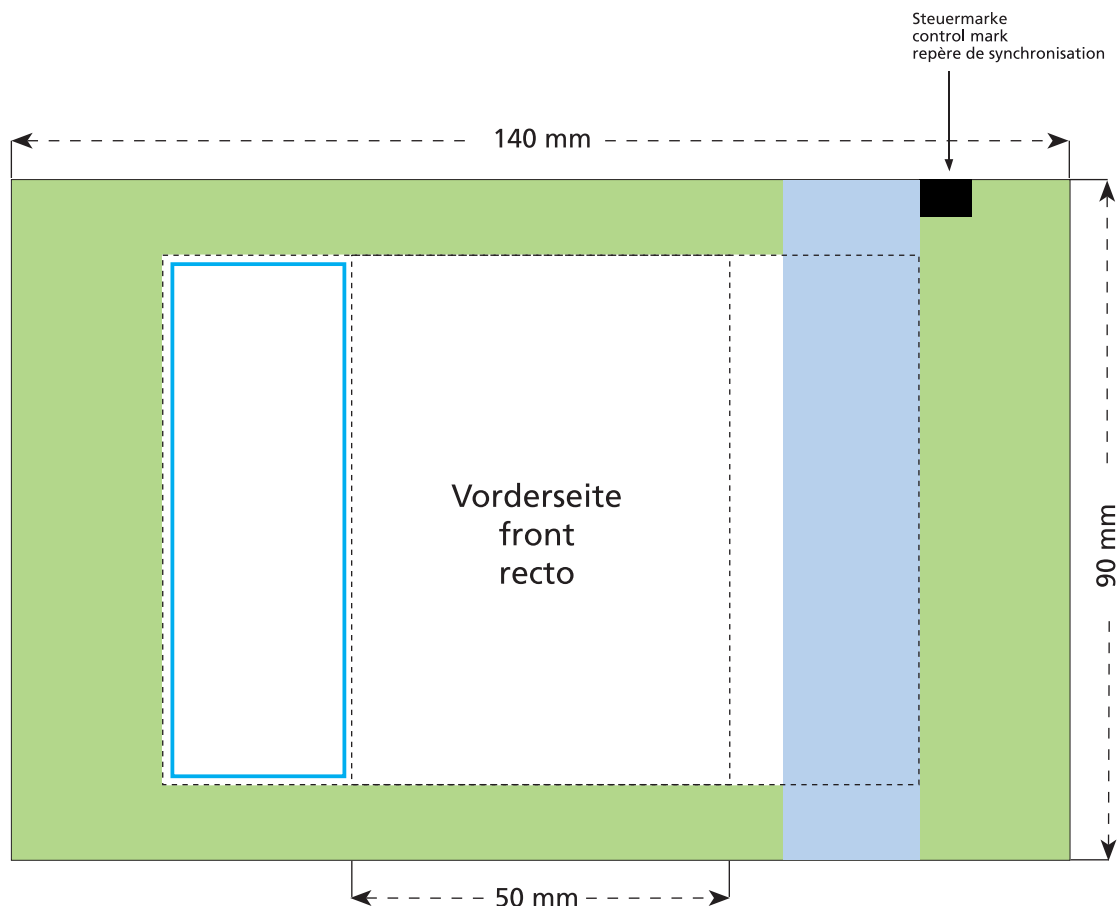 Steuermarke
control mark
repère de synchronisation
140 mm
Vorderseite
front
recto
90 mm
50 mm